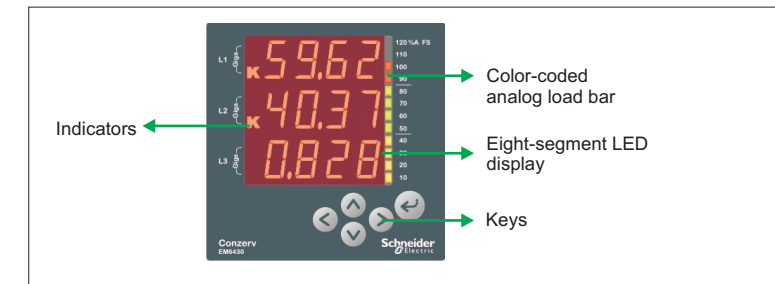 120 %A FS
110
100
90
80
70
60
50
40
20
10
L1 Giga K 59.62
L2 Giga K 40.37
L3 Giga 0.828
Color-coded
analog load bar
Indicators
Eight-segment LED
display
Keys
Conzerv
EM6430
Schneider
Electric